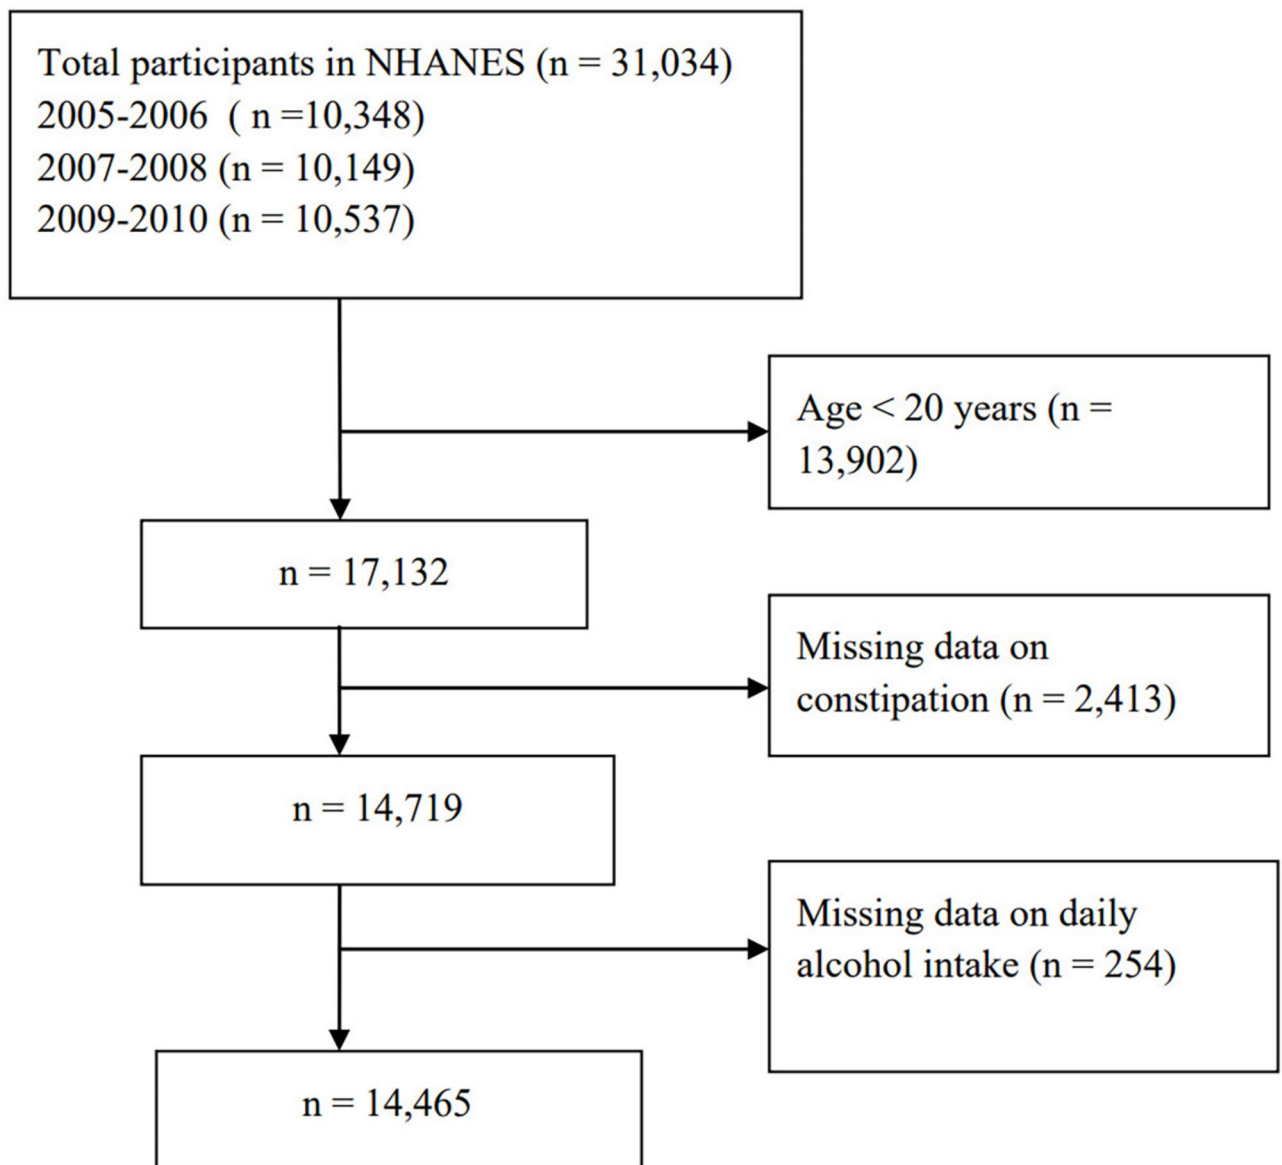 Total participants in NHANES (n = 31,034)
2005-2006  ( n =10,348)
2007-2008 (n = 10,149)
2009-2010 (n = 10,537)
Age < 20 years (n =
13,902)
n = 17,132
Missing data on
constipation (n = 2,413)
n = 14,719
Missing data on daily
alcohol intake (n = 254)
n = 14,465